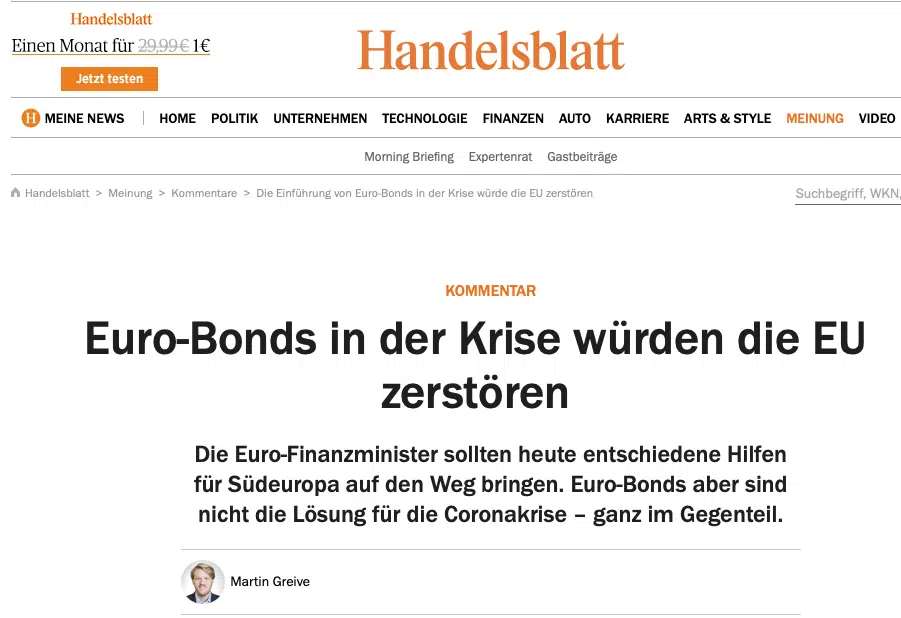 Handelsblatt
Einen Monat für 29,99 € 1 €
Jetzt testen
Handelsblatt
H MEINE NEWS HOME POLITIK UNTERNEHMEN TECHNOLOGIE FINANZEN AUTO KARRIERE ARTS & STYLE MEINUNG VIDEO
Morning Briefing Expertenrat Gastbeiträge
Handelsblatt > Meinung > Kommentare > Die Einführung von Euro-Bonds in der Krise würde die EU zerstören
Suchbegriff, WKN,
KOMMENTAR
Euro-Bonds in der Krise würden die EU
zerstören
Die Euro-Finanzminister sollten heute entschiedene Hilfen
für Südeuropa auf den Weg bringen. Euro-Bonds aber sind
nicht die Lösung für die Coronakrise – ganz im Gegenteil.
Martin Greive